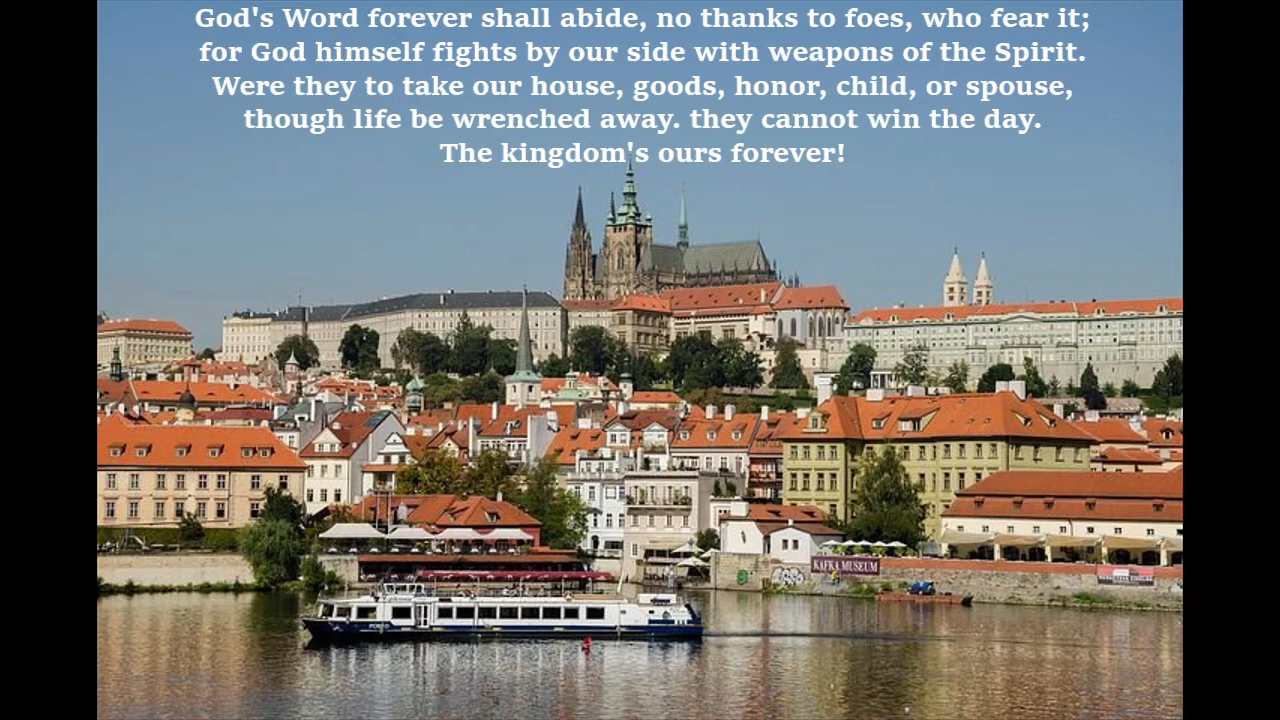 God's Word forever shall abide, no thanks to foes, who fear it;
for God himself fights by our side with weapons of the Spirit.
Were they to take our house, goods, honor, child, or spouse,
though life be wrenched away. they cannot win the day.
The kingdom's ours forever!
KAFKA MUSEUM